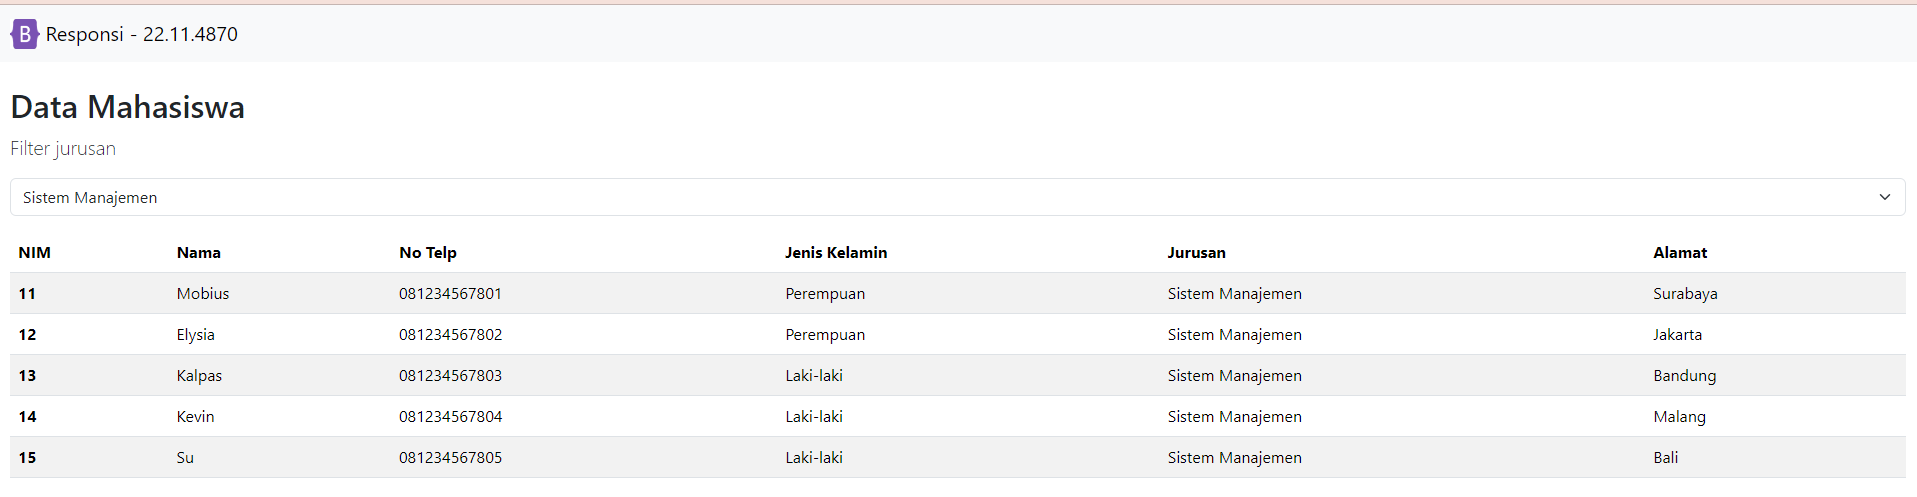 B Responsi - 22.11.4870
Data Mahasiswa
Filter jurusan
Sistem Manajemen
NIM Nama No Telp Jenis Kelamin Jurusan Alamat
11 Mobius 081234567801 Perempuan Sistem Manajemen Surabaya
12 Elysia 081234567802 Perempuan Sistem Manajemen Jakarta
13 Kalpas 081234567803 Laki-laki Sistem Manajemen Bandung
14 Kevin 081234567804 Laki-laki Sistem Manajemen Malang
15 Su 081234567805 Laki-laki Sistem Manajemen Bali